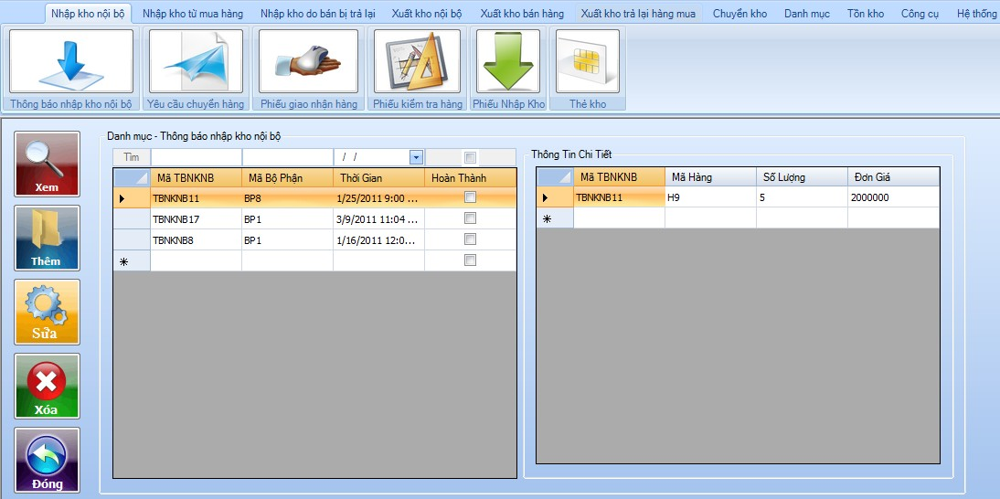 Nhập kho nội bộ Nhập kho từ mua hàng Nhập kho do bán bị trả lại Xuất kho nội bộ Xuất kho bán hàng Xuất kho trả lại hàng mua Chuyển kho Danh mục Tồn kho Công cụ Hệ thống
Thông báo nhập kho nội bộ Yêu cầu chuyển hàng Phiếu giao nhận hàng Phiếu kiểm tra hàng Phiếu Nhập Kho Thẻ kho
Xem
Thêm
Sửa
Xóa
Đóng
Danh mục - Thông báo nhập kho nội bộ
Tìm / /
Mã TBNKNB Mã Bộ Phận Thời Gian Hoàn Thành
TBNKNB11 BP8 1/25/2011 9:00 ...
TBNKNB17 BP1 3/9/2011 11:04 ...
TBNKNB8 BP1 1/16/2011 12:0...
Thông Tin Chi Tiết
Mã TBNKNB Mã Hàng Số Lượng Đơn Giá
TBNKNB11 H9 5 2000000